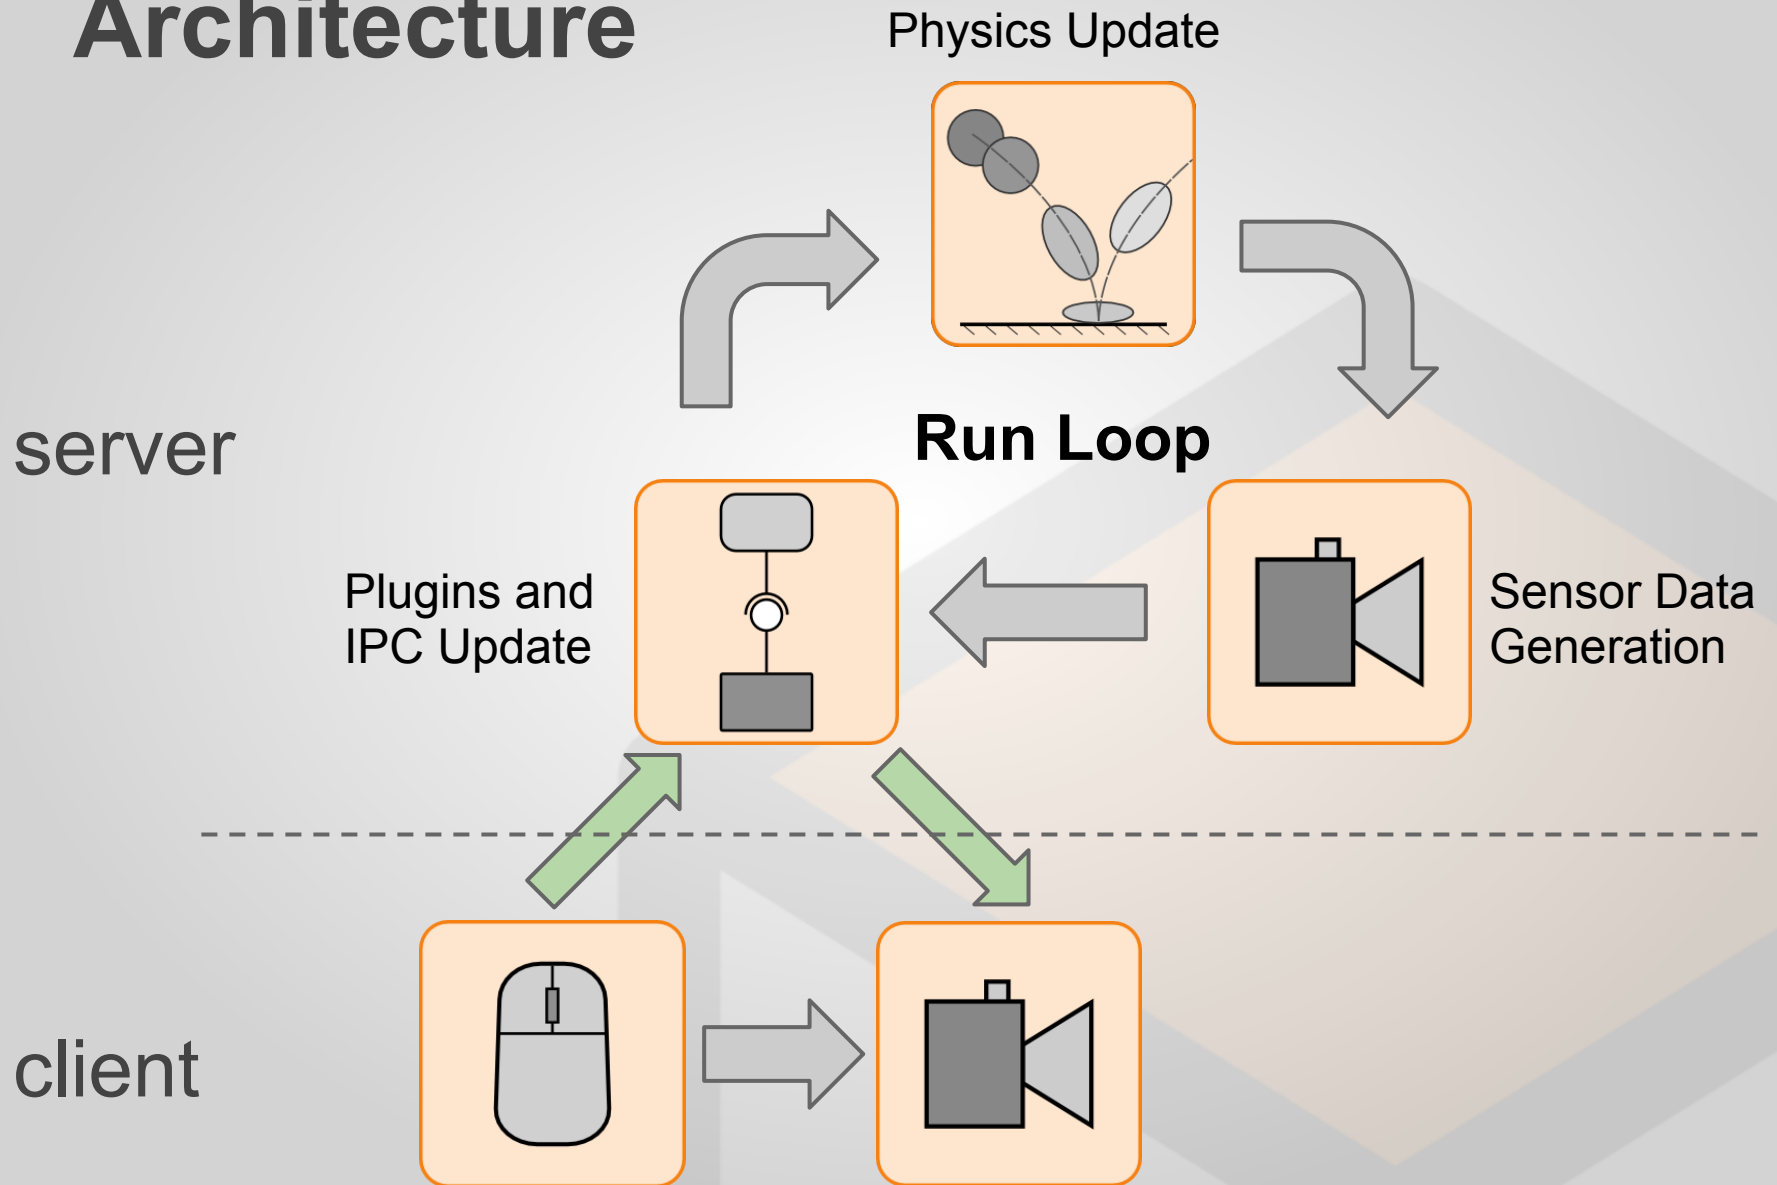 Architecture
Physics Update
server
Run Loop
Plugins and
IPC Update
Sensor Data
Generation
client